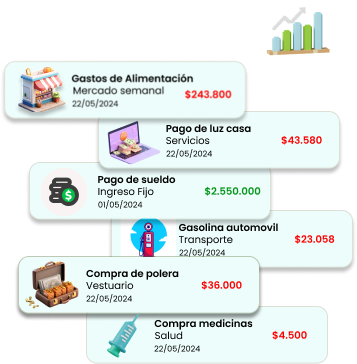 Gastos de Alimentación
Mercado semanal
22/05/2024
$243.800
Pago de luz casa
Servicios
22/05/2024
$43.580
Pago de sueldo
Ingreso Fijo
01/05/2024
$2.550.000
Gasolina automovil
Transporte
22/05/2024
$23.058
Compra de polera
Vestuario
22/05/2024
$36.000
Compra medicinas
Salud
22/05/2024
$4.500